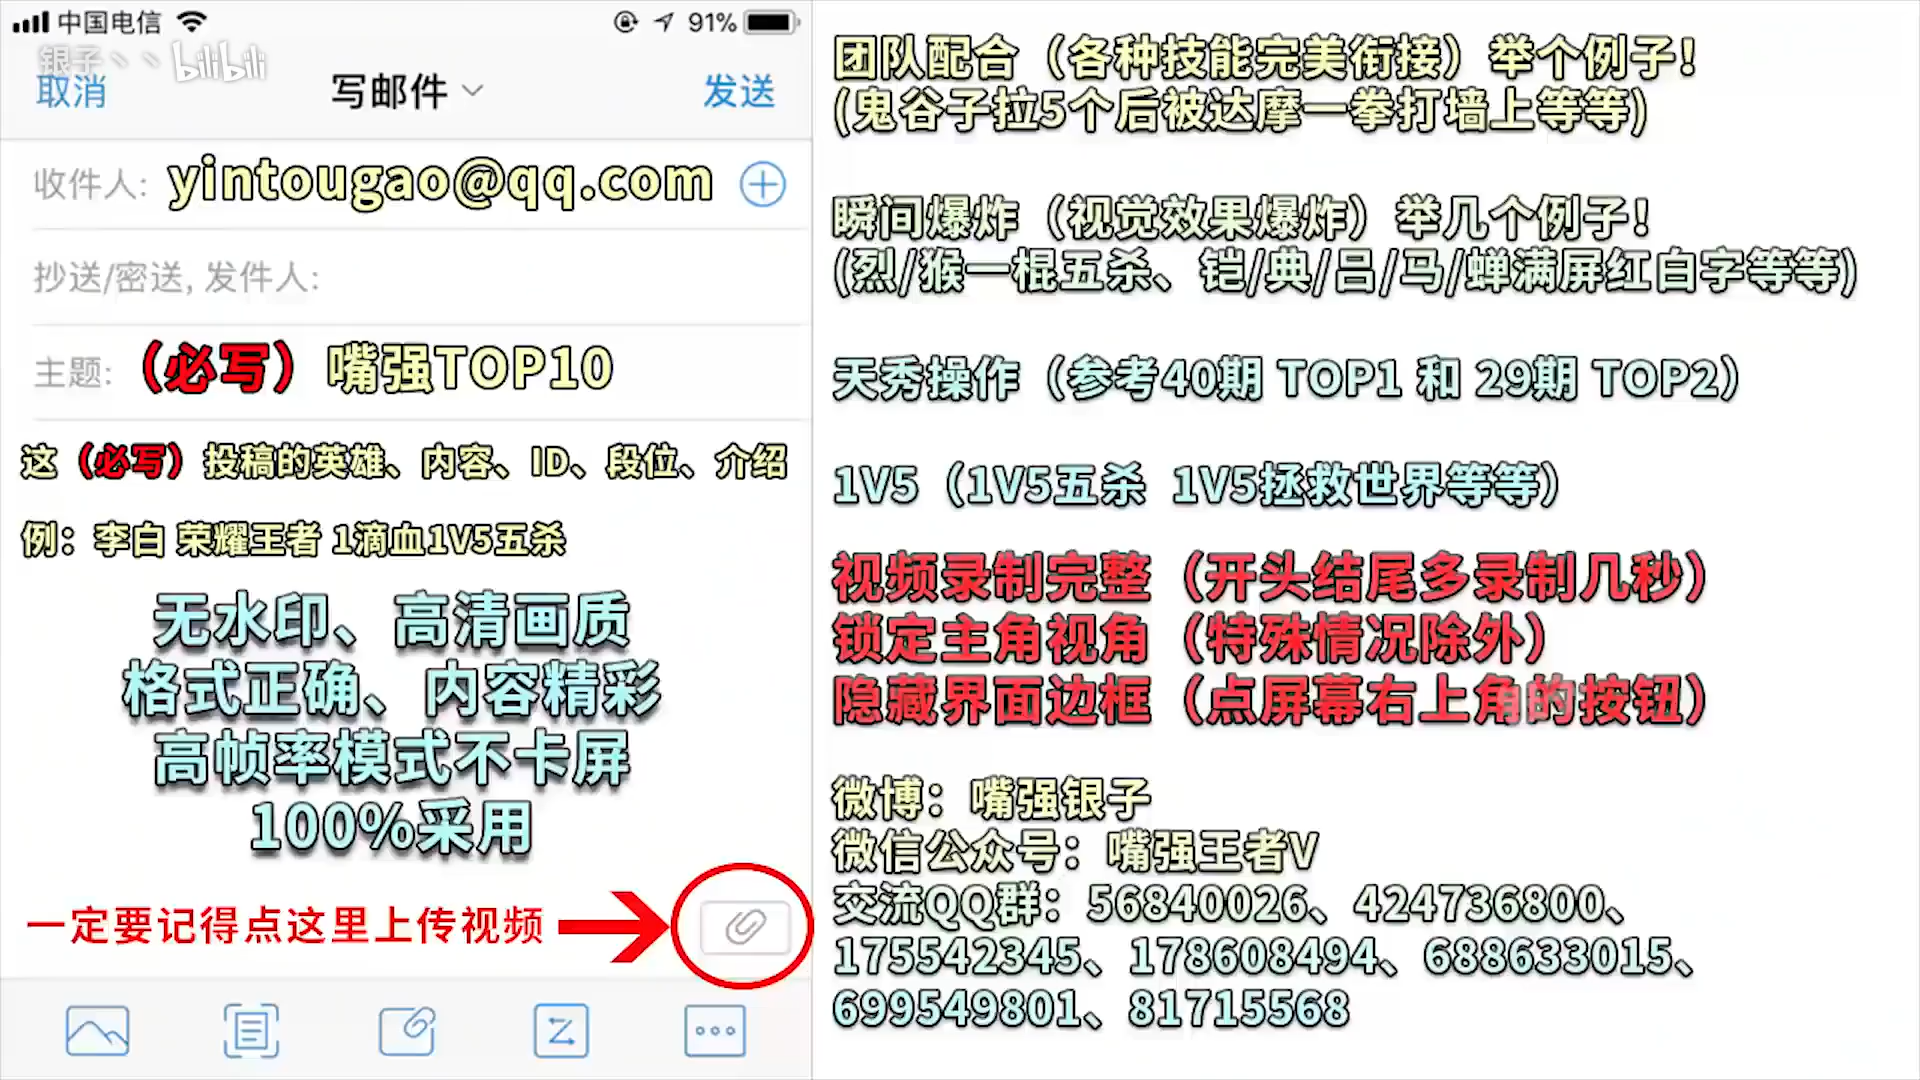 中国电信
91%
银子丶丶 bilibili
取消
写邮件
发送
收件人: yintougao@qq.com
抄送/密送, 发件人:
主题: （必写）嘴强TOP10
这（必写）投稿的英雄、内容、ID、段位、介绍
例：李白 荣耀王者 1滴血1V5五杀
无水印、高清画质
格式正确、内容精彩
高帧率模式不卡屏
100%采用
一定要记得点这里上传视频
团队配合（各种技能完美衔接）举个例子！
(鬼谷子拉5个后被达摩一拳打墙上等等)
瞬间爆炸（视觉效果爆炸）举几个例子！
(烈/猴一棍五杀、铠/典/吕/马/蝉满屏红白字等等)
天秀操作（参考40期 TOP1 和 29期 TOP2）
1V5（1V5五杀 1V5拯救世界等等）
视频录制完整（开头结尾多录制几秒）
锁定主角视角（特殊情况除外）
隐藏界面边框（点屏幕右上角的按钮）
微博：嘴强银子
微信公众号：嘴强王者V
交流QQ群：56840026、424736800、
175542345、178608494、688633015、
699549801、81715568